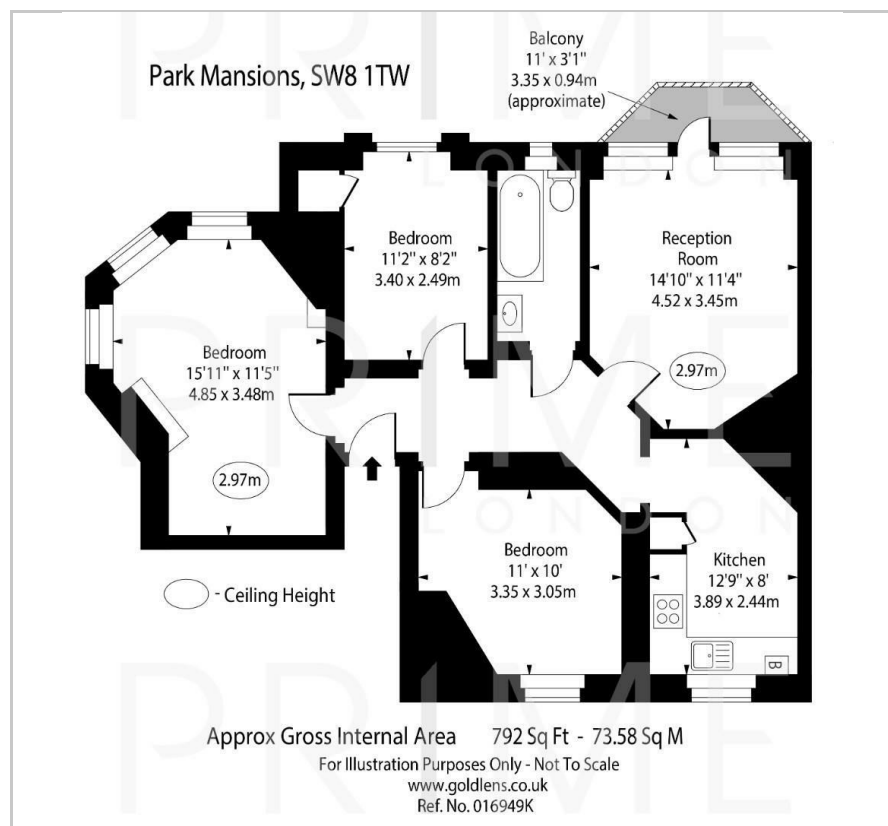 Park Mansions, SW8 1TW
Balcony
11' x 3'1"
3.35 x 0.94m
(approximate)
Bedroom
11'2" x 8'2"
3.40 x 2.49m
Reception
Room
14'10" x 11'4"
4.52 x 3.45m
2.97m
Bedroom
15'11" x 11'5"
4.85 x 3.48m
2.97m
Bedroom
11' x 10'
3.35 x 3.05m
Kitchen
12'9" x 8'
3.89 x 2.44m
B
- Ceiling Height
Approx Gross Internal Area 792 Sq Ft - 73.58 Sq M
For Illustration Purposes Only - Not To Scale
www.goldlens.co.uk
Ref. No. 016949K
PRIME
LONDON
PRIME
LONDON
PRIME